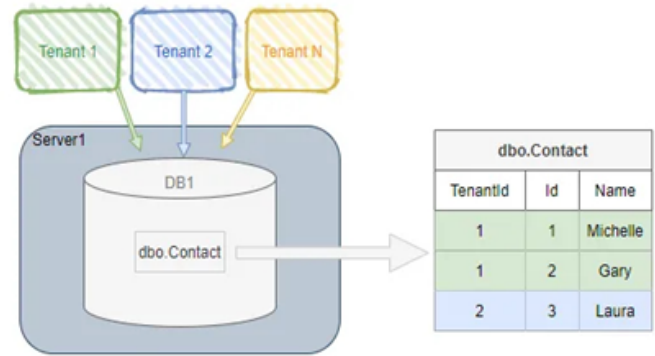 Tenant 1
Tenant 2
Tenant N
Server1
DB1
dbo.Contact
dbo.Contact
TenantId Id Name
1 1 Michelle
1 2 Gary
2 3 Laura